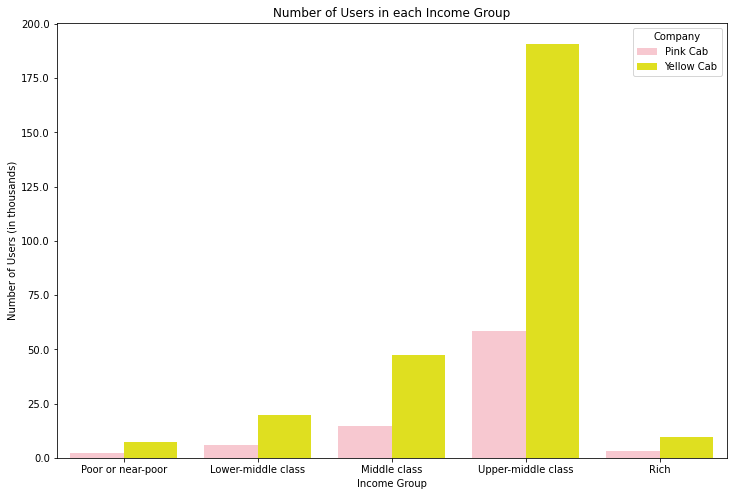 Number of Users in each Income Group
Company
Pink Cab
Yellow Cab
200.0
175.0
150.0
125.0
100.0
75.0
50.0
25.0
0.0
Number of Users (in thousands)
Poor or near-poor
Lower-middle class
Middle class
Upper-middle class
Rich
Income Group